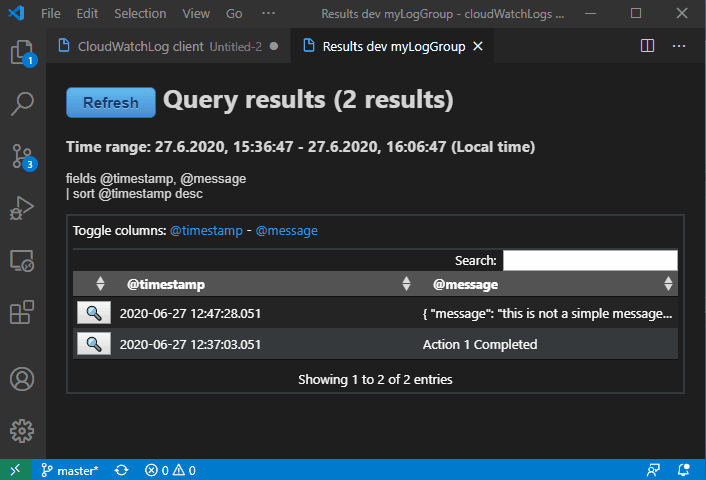 File Edit Selection View Go ··· Results dev myLogGroup - cloudWatchLogs ...
CloudWatchLog client Untitled-2 Results dev myLogGroup
1
3
Refresh Query results (2 results)
Time range: 27.6.2020, 15:36:47 - 27.6.2020, 16:06:47 (Local time)
fields @timestamp, @message
| sort @timestamp desc
Toggle columns: @timestamp - @message
Search:
@timestamp @message
2020-06-27 12:47:28.051 { "message": "this is not a simple message...
2020-06-27 12:37:03.051 Action 1 Completed
Showing 1 to 2 of 2 entries
master* 0 0